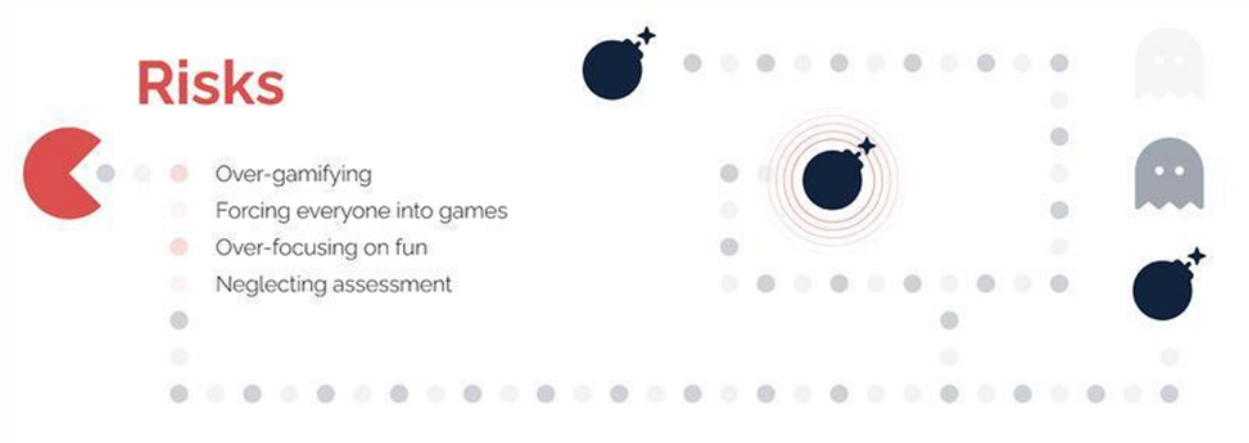 Risks
Over-gamifying
Forcing everyone into games
Over-focusing on fun
Neglecting assessment